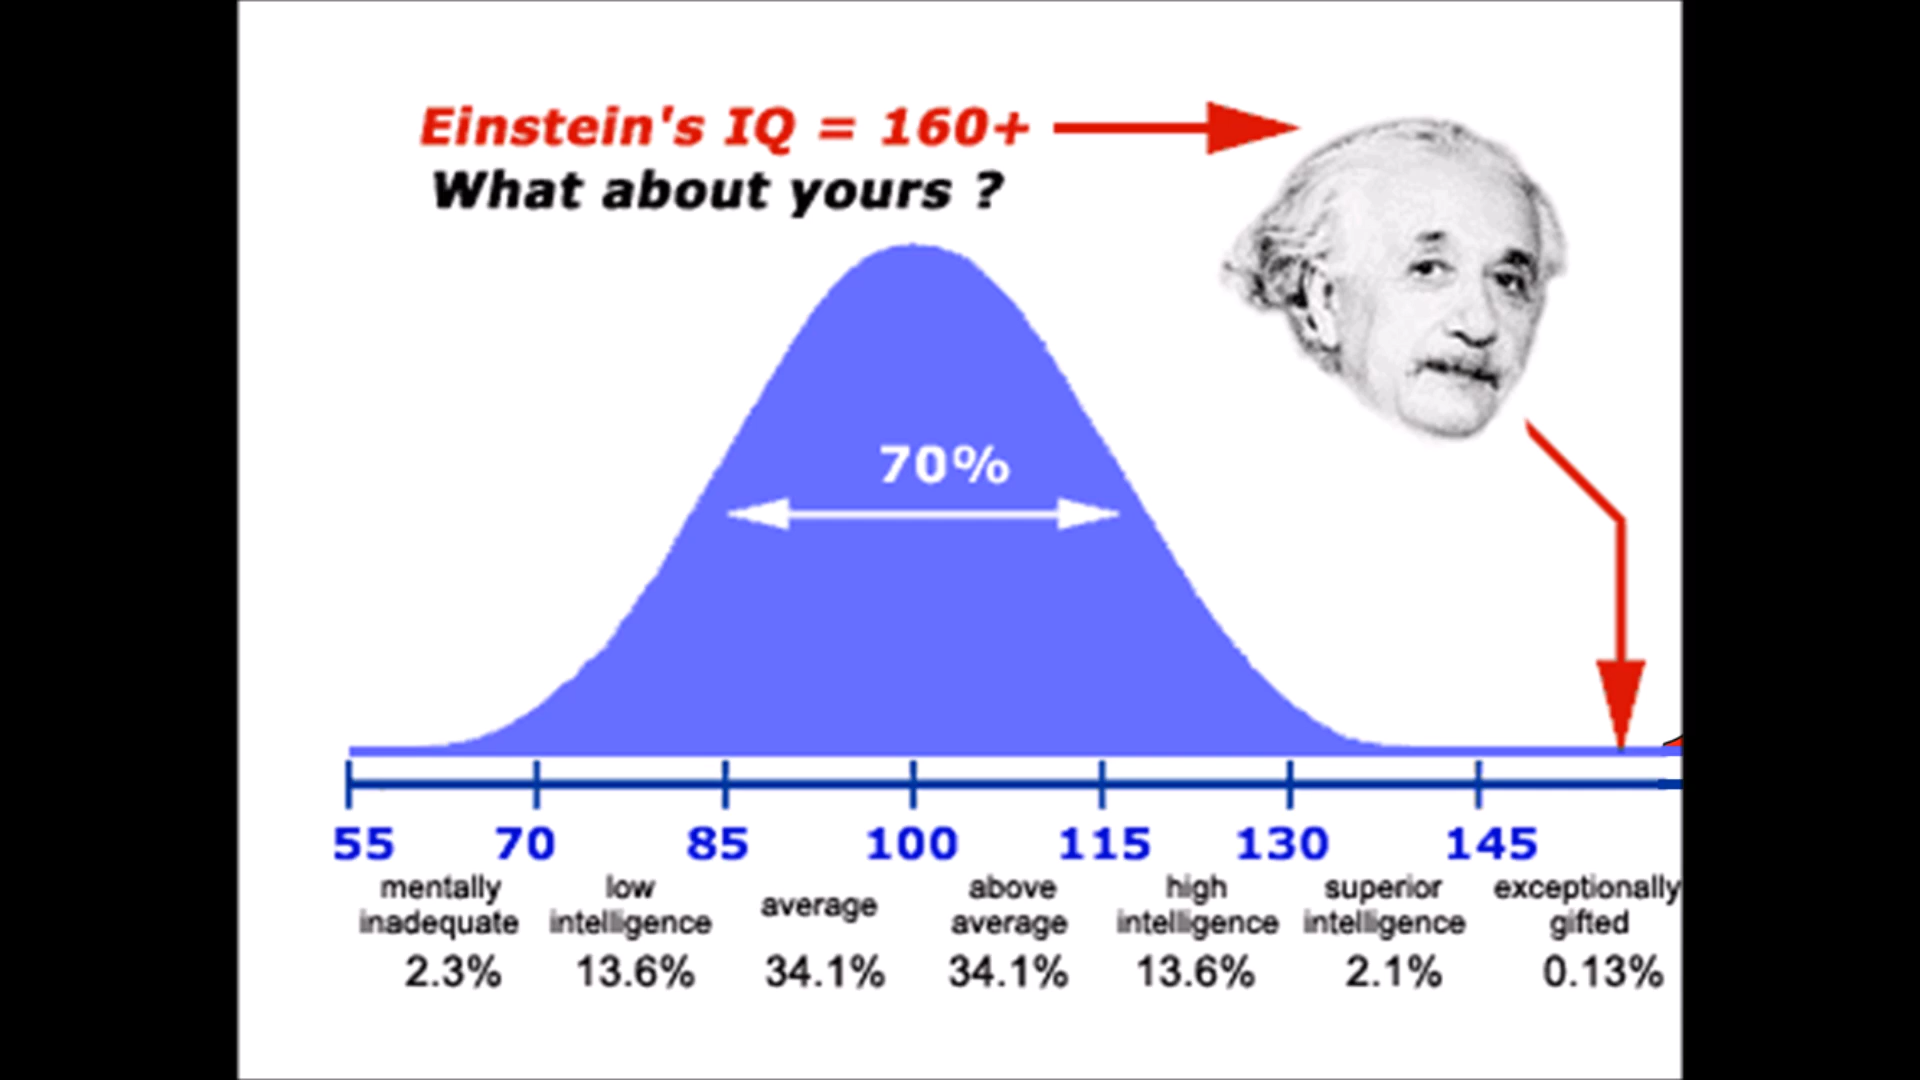 Einstein's IQ = 160+
What about yours ?
70%
55 70 85 100 115 130 145
mentally inadequate
low intelligence
average
above average
high intelligence
superior intelligence
exceptionally gifted
2.3% 13.6% 34.1% 34.1% 13.6% 2.1% 0.13%